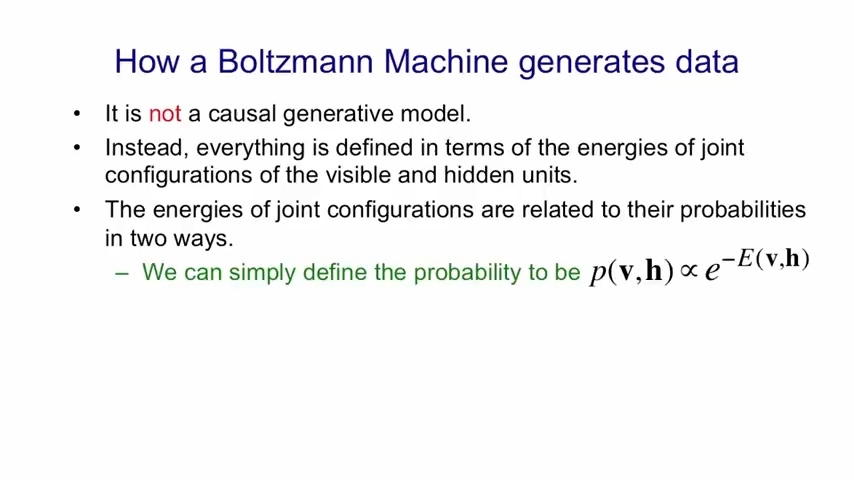 How a Boltzmann Machine generates data
• It is not a causal generative model.
• Instead, everything is defined in terms of the energies of joint
configurations of the visible and hidden units.
• The energies of joint configurations are related to their probabilities
in two ways.
– We can simply define the probability to be p(v,h) ∝ e^{−E(v,h)}